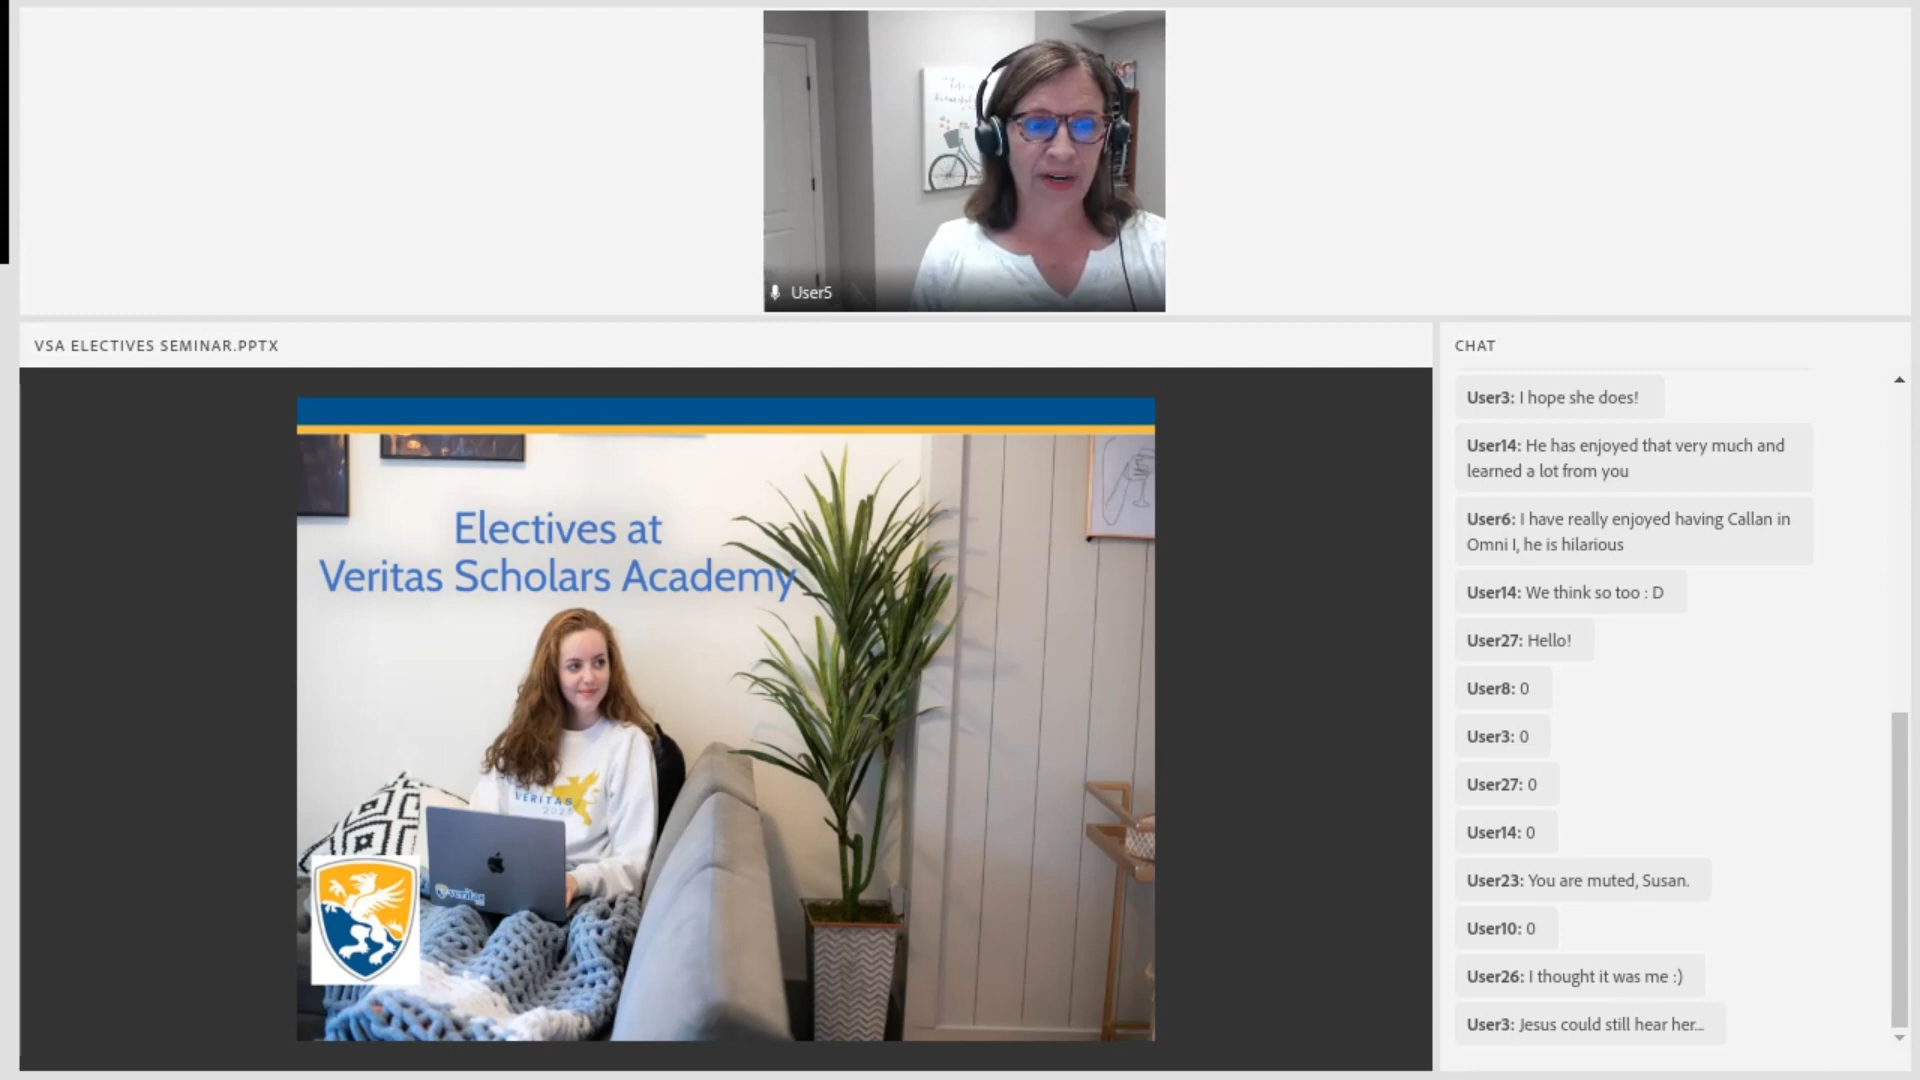 User5
VSA ELECTIVES SEMINAR.PPTX
Electives at
Veritas Scholars Academy
VERITAS
veritas
CHAT
User3: I hope she does!
User14: He has enjoyed that very much and
learned a lot from you
User6: I have really enjoyed having Callan in
Omni I, he is hilarious
User14: We think so too : D
User27: Hello!
User8: 0
User3: 0
User27: 0
User14: 0
User23: You are muted, Susan.
User10: 0
User26: I thought it was me :)
User3: Jesus could still hear her...